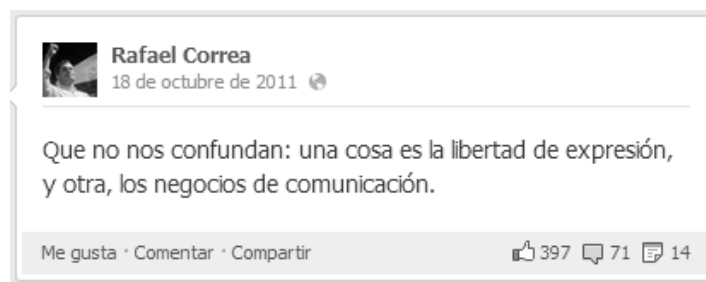 Rafael Correa
18 de octubre de 2011
Que no nos confundan: una cosa es la libertad de expresión,
y otra, los negocios de comunicación.
Me gusta · Comentar · Compartir 397 71 14